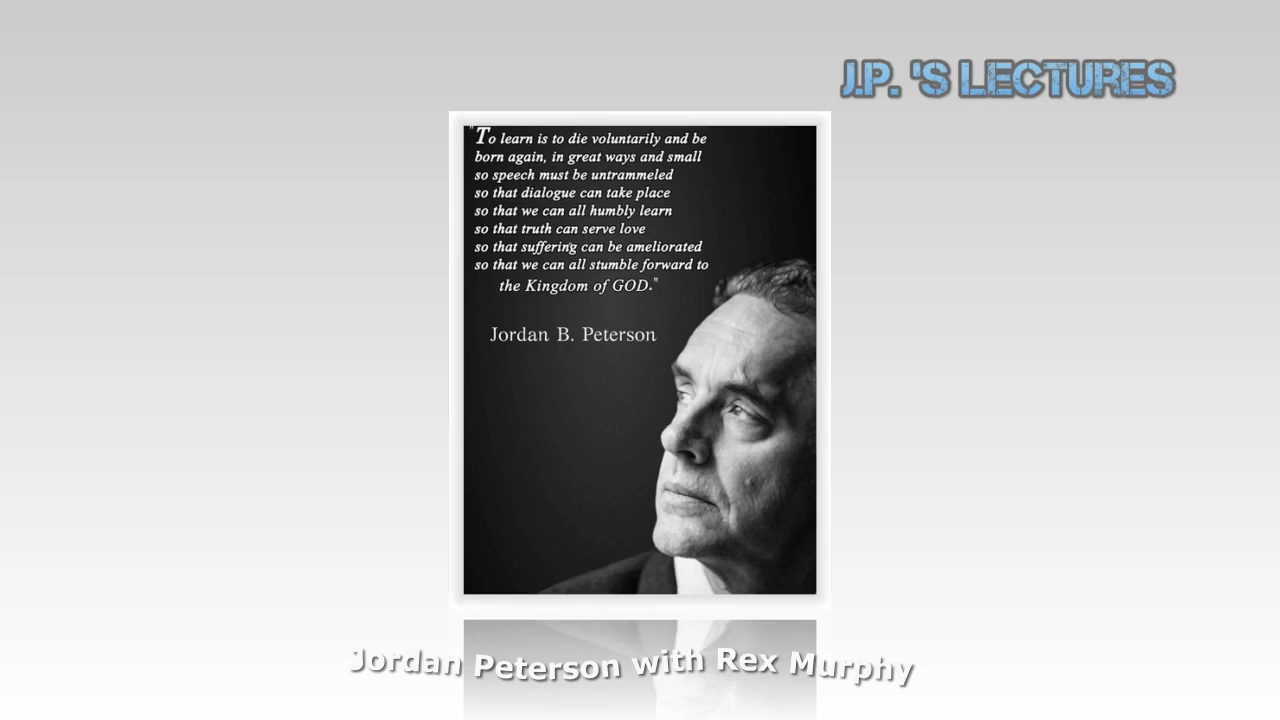 J.P. 'S LECTURES
"To learn is to die voluntarily and be
born again, in great ways and small
so speech must be untrammeled
so that dialogue can take place
so that we can all humbly learn
so that truth can serve love
so that suffering can be ameliorated
so that we can all stumble forward to
the Kingdom of GOD."
Jordan B. Peterson
Jordan Peterson with Rex Murphy